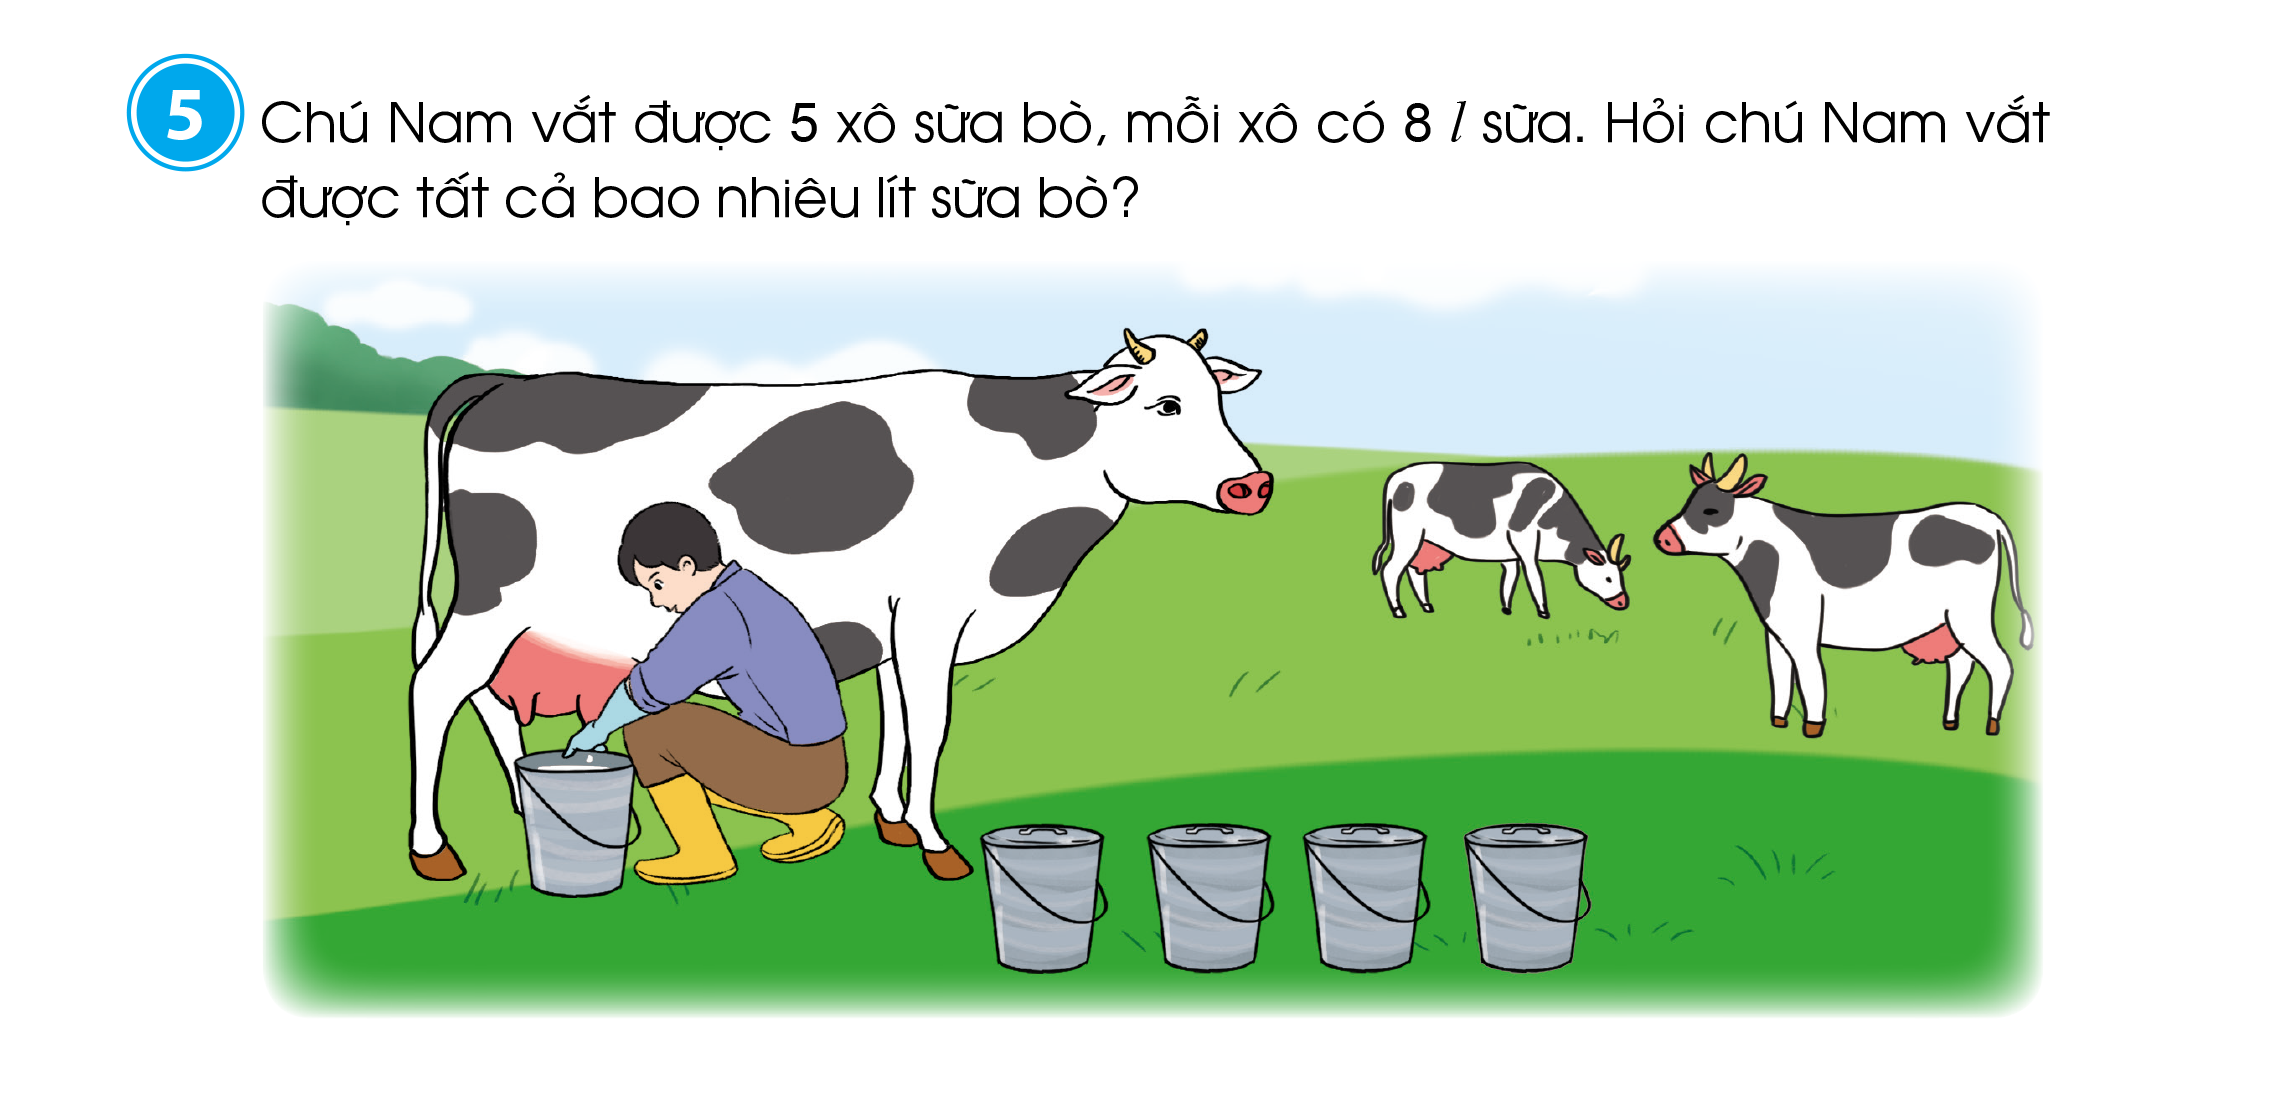 5 Chú Nam vắt được 5 xô sữa bò, mỗi xô có 8 l sữa. Hỏi chú Nam vắt
được tất cả bao nhiêu lít sữa bò?